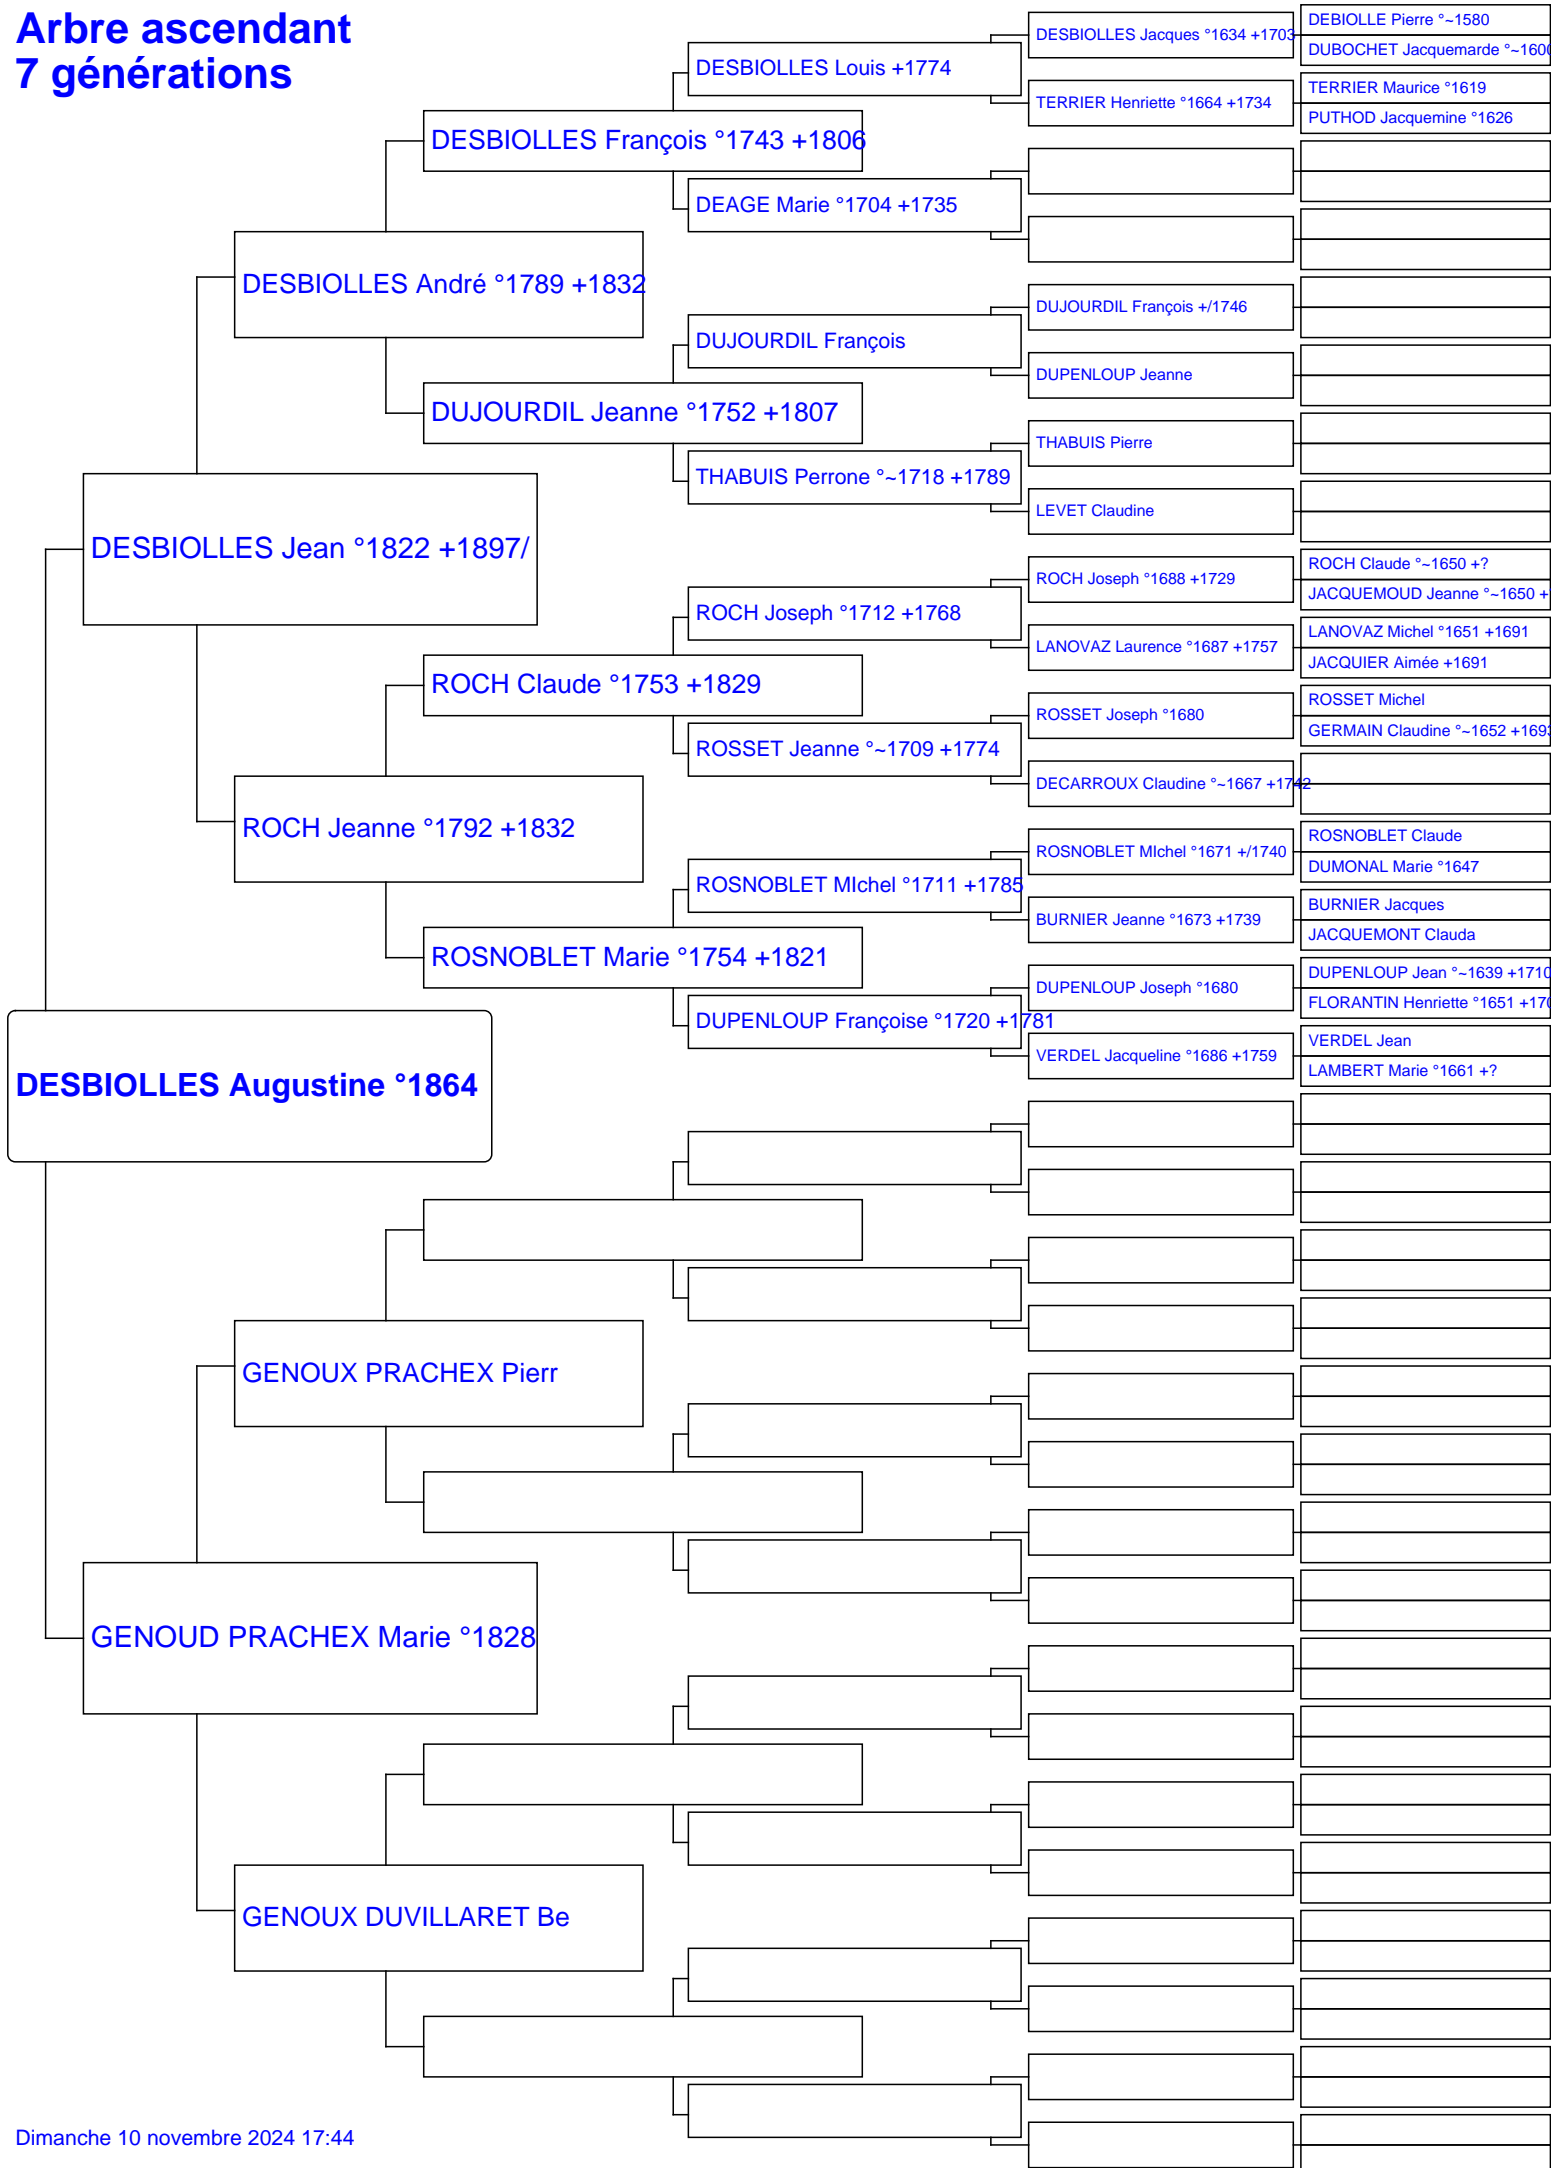 Arbre ascendant
7 générations
DESBIOLLES Augustine °1864
DESBIOLLES Jean °1822 +1897/
GENOUD PRACHEX Marie °1828
DESBIOLLES André °1789 +1832
ROCH Jeanne °1792 +1832
GENOUX PRACHEX Pierr
GENOUX DUVILLARET Be
DESBIOLLES François °1743 +1806
DUJOURDIL Jeanne °1752 +1807
ROCH Claude °1753 +1829
ROSNOBLET Marie °1754 +1821
DESBIOLLES Louis +1774
DEAGE Marie °1704 +1735
DUJOURDIL François
THABUIS Perrone °~1718 +1789
ROCH Joseph °1712 +1768
ROSSET Jeanne °~1709 +1774
ROSNOBLET MIchel °1711 +1785
DUPENLOUP Françoise °1720 +1781
DESBIOLLES Jacques °1634 +1703
TERRIER Henriette °1664 +1734
DUJOURDIL François +/1746
DUPENLOUP Jeanne
THABUIS Pierre
LEVET Claudine
ROCH Joseph °1688 +1729
LANOVAZ Laurence °1687 +1757
ROSSET Joseph °1680
DECARROUX Claudine °~1667 +1742
ROSNOBLET MIchel °1671 +/1740
BURNIER Jeanne °1673 +1739
DUPENLOUP Joseph °1680
VERDEL Jacqueline °1686 +1759
DEBIOLLE Pierre °~1580
DUBOCHET Jacquemarde °~1600
TERRIER Maurice °1619
PUTHOD Jacquemine °1626
ROCH Claude °~1650 +?
JACQUEMOUD Jeanne °~1650 +
LANOVAZ Michel °1651 +1691
JACQUIER Aimée +1691
ROSSET Michel
GERMAIN Claudine °~1652 +1693
ROSNOBLET Claude
DUMONAL Marie °1647
BURNIER Jacques
JACQUEMONT Clauda
DUPENLOUP Jean °~1639 +1710
FLORANTIN Henriette °1651 +170
VERDEL Jean
LAMBERT Marie °1661 +?
Dimanche 10 novembre 2024 17:44